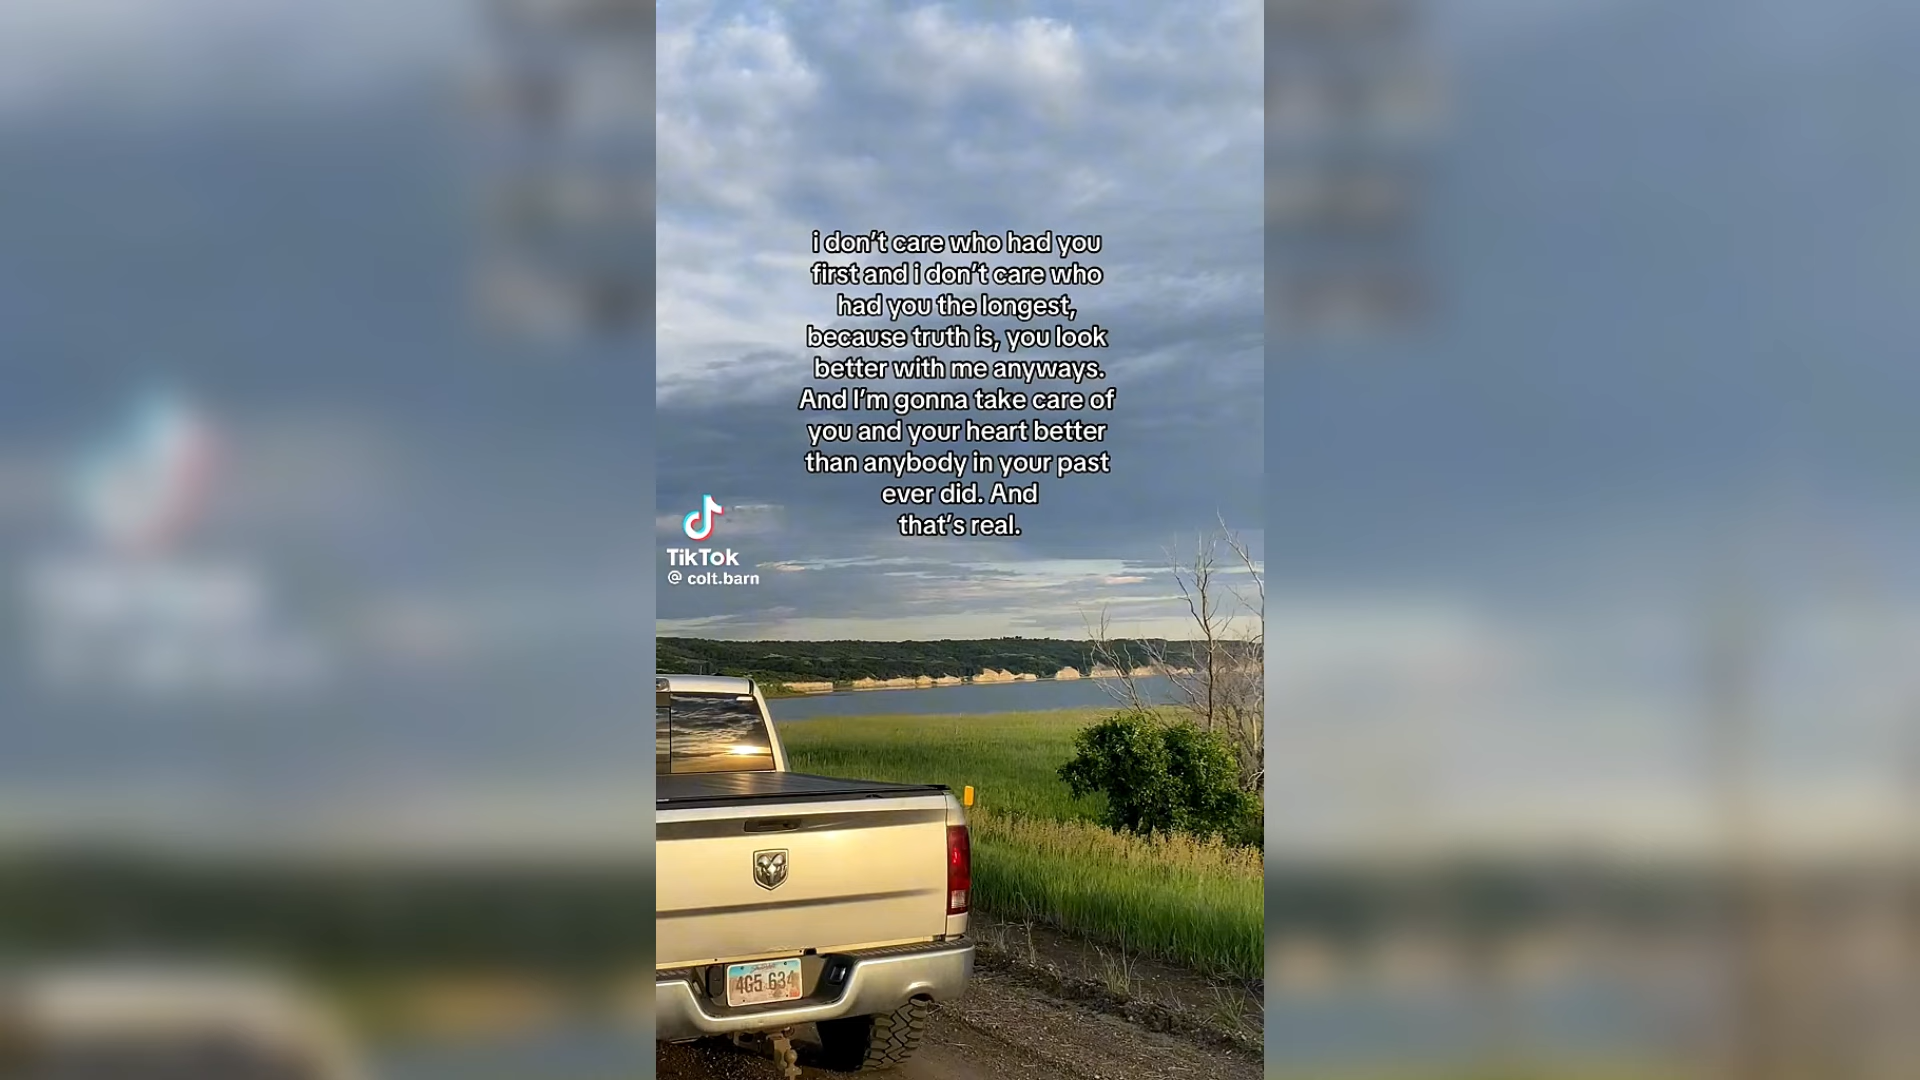 i don't care who had you
first and i don't care who
had you the longest,
because truth is, you look
better with me anyways.
And I'm gonna take care of
you and your heart better
than anybody in your past
ever did. And
that's real.
TikTok
@ colt.barn
4G5 634